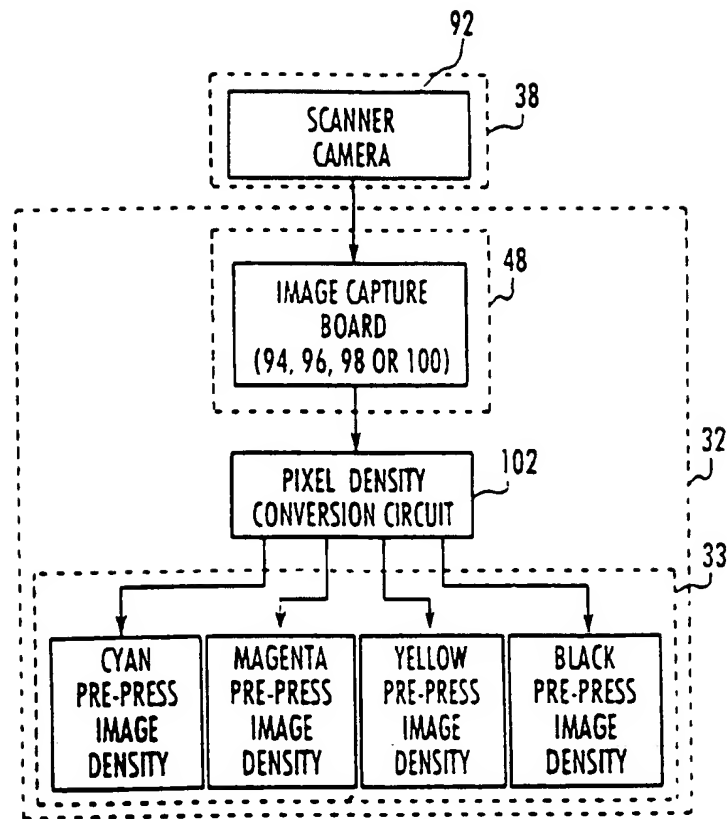 92
38
SCANNER
CAMERA
48
IMAGE CAPTURE
BOARD
(94, 96, 98 OR 100)
32
102
PIXEL DENSITY
CONVERSION CIRCUIT
33
CYAN
PRE-PRESS
IMAGE
DENSITY
MAGENTA
PRE-PRESS
IMAGE
DENSITY
YELLOW
PRE-PRESS
IMAGE
DENSITY
BLACK
PRE-PRESS
IMAGE
DENSITY